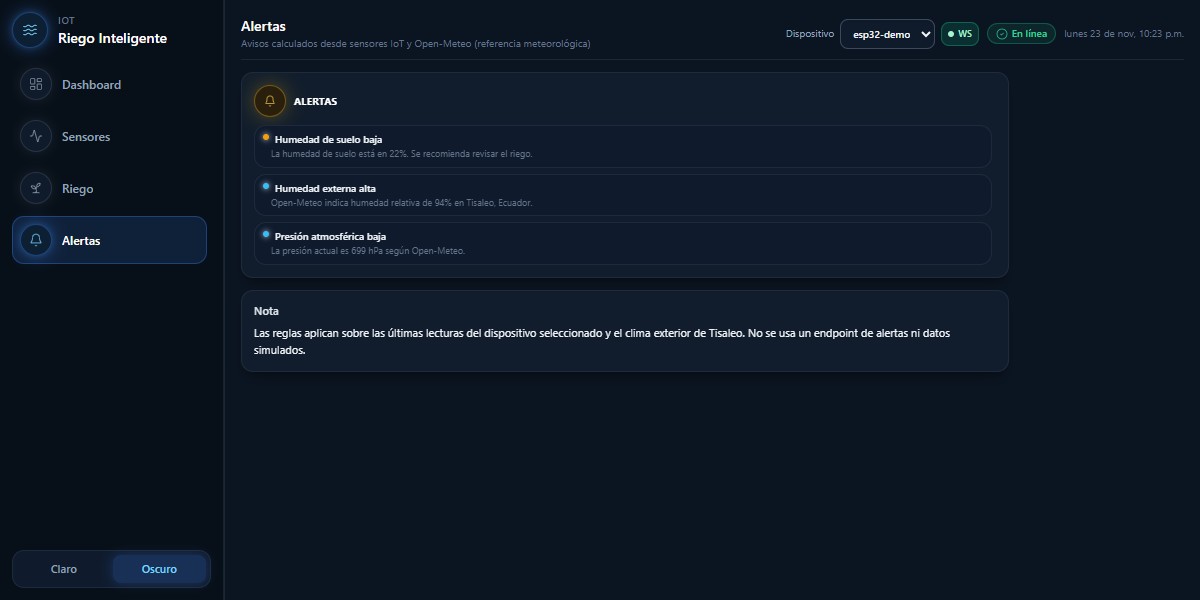 IOT
Riego Inteligente
Dashboard
Sensores
Riego
Alertas
Claro
Oscuro
Alertas
Avisos calculados desde sensores IoT y Open-Meteo (referencia meteorológica)
Dispositivo
esp32-demo
WS
En línea
lunes 23 de nov, 10:23 p.m.
ALERTAS
Humedad de suelo baja
La humedad de suelo está en 22%. Se recomienda revisar el riego.
Humedad externa alta
Open-Meteo indica humedad relativa de 94% en Tisaleo, Ecuador.
Presión atmosférica baja
La presión actual es 699 hPa según Open-Meteo.
Nota
Las reglas aplican sobre las últimas lecturas del dispositivo seleccionado y el clima exterior de Tisaleo. No se usa un endpoint de alertas ni datos
simulados.